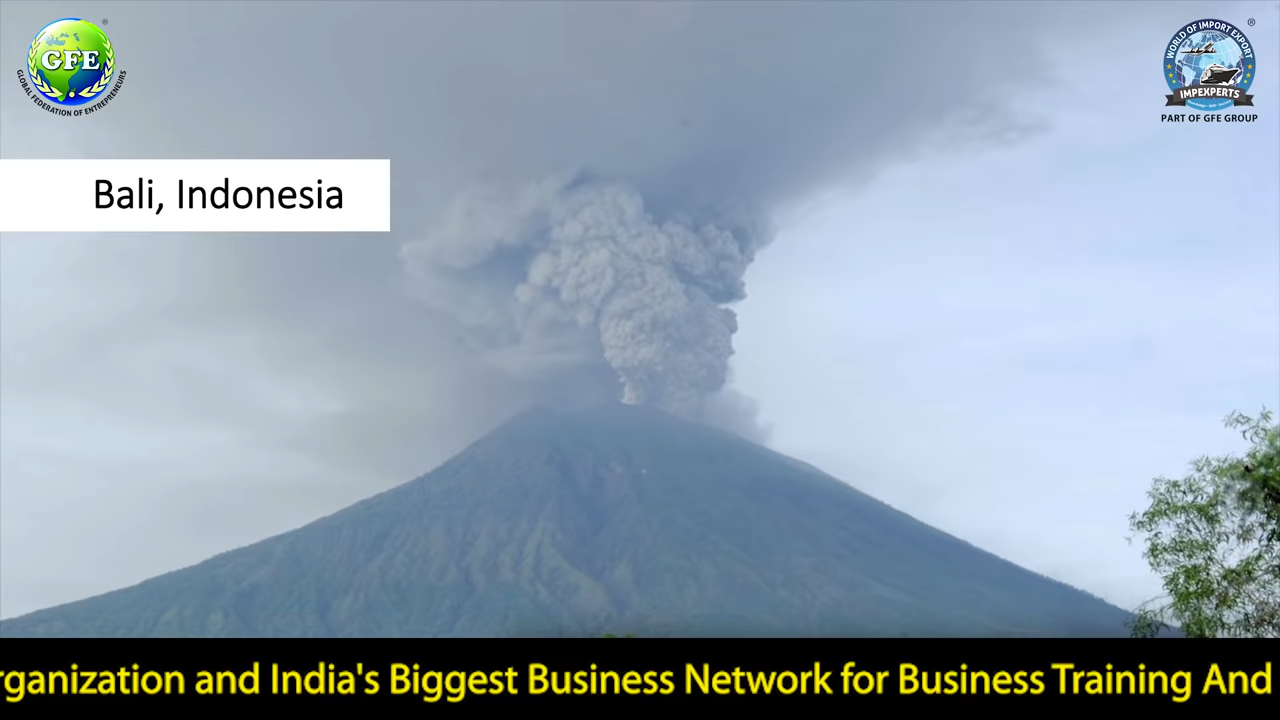 GFE
®
GLOBAL FEDERATION OF ENTREPRENEURS
WORLD OF IMPORT EXPORT
®
IMPEXPERTS
PART OF GFE GROUP
Bali, Indonesia
rganization and India's Biggest Business Network for Business Training And